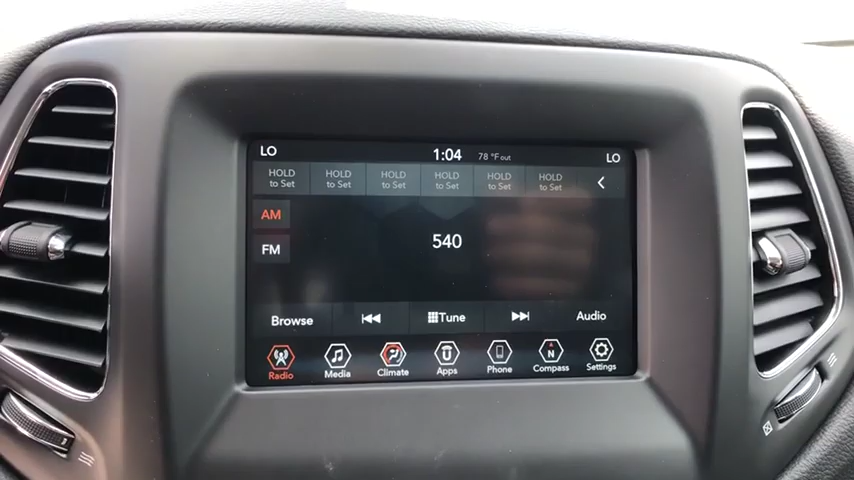 LO 1:04 78 °F out LO
HOLD to Set HOLD to Set HOLD to Set HOLD to Set HOLD to Set HOLD to Set
AM
540
FM
Browse Tune Audio
Radio Media Climate Apps Phone N Compass Settings